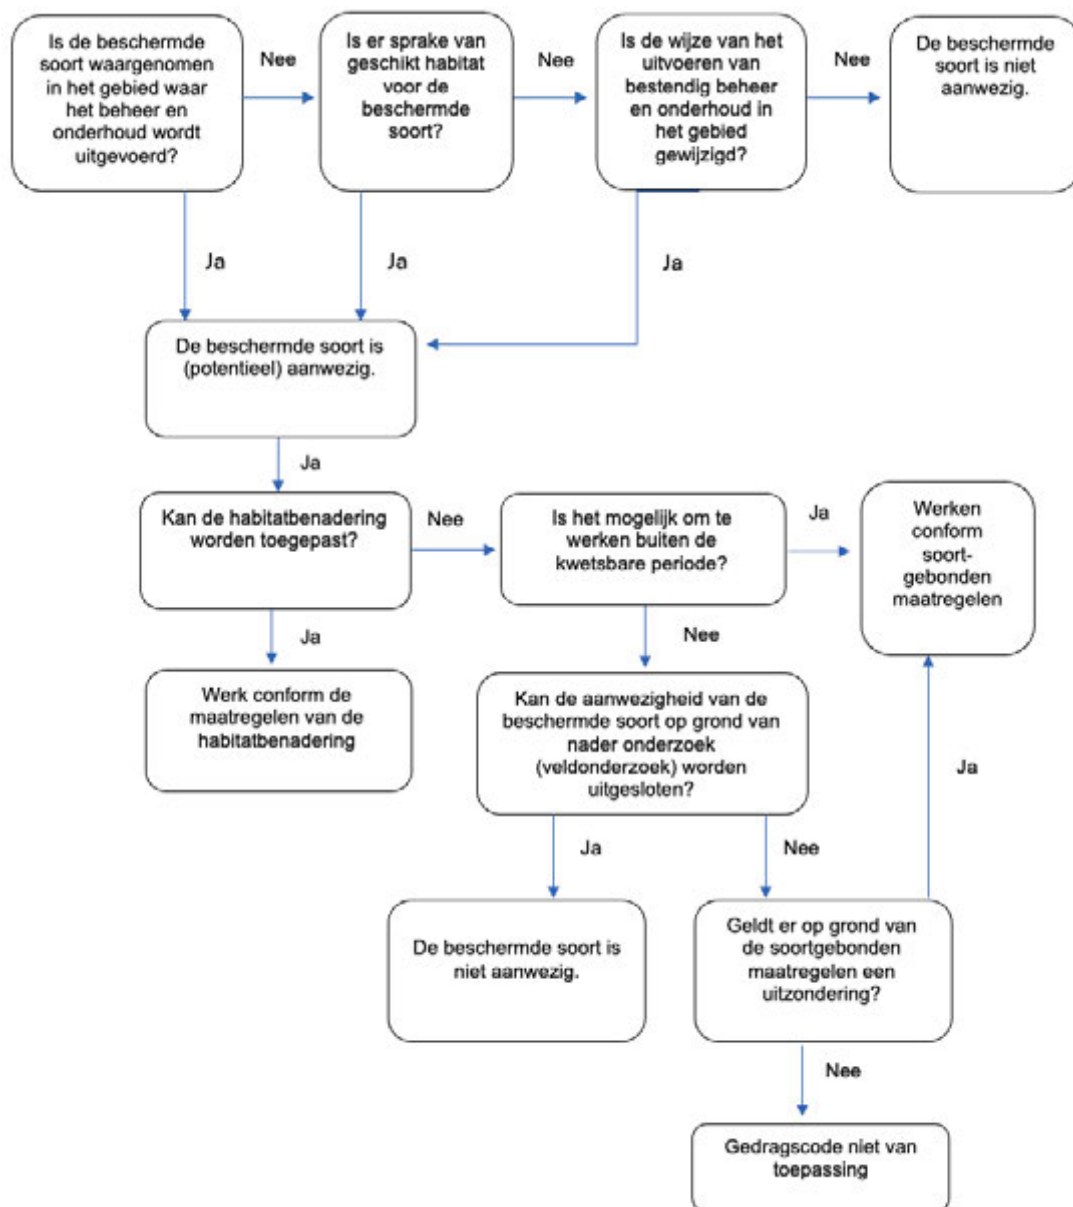 Is de beschermde
soort waargenomen
in het gebied waar
het beheer en
onderhoud wordt
uitgevoerd?
Nee
Is er sprake van
geschikt habitat
voor de
beschermde
soort?
Nee
Is de wijze van het
uitvoeren van
bestendig beheer
en onderhoud in
het gebied
gewijzigd?
Nee
De beschermde
soort is niet
aanwezig.
Ja
Ja
Ja
De beschermde soort is
(potentieel) aanwezig.
Ja
Kan de habitatbenadering
worden toegepast?
Nee
Is het mogelijk om te
werken buiten de
kwetsbare periode?
Ja
Werken
conform
soort-
gebonden
maatregelen
Ja
Nee
Werk conform de
maatregelen van de
habitatbenadering
Kan de aanwezigheid van de
beschermde soort op grond van
nader onderzoek
(veldonderzoek) worden
uitgesloten?
Ja
Ja
Nee
De beschermde soort is
niet aanwezig.
Geldt er op grond van
de soortgebonden
maatregelen een
uitzondering?
Nee
Gedragscode niet van
toepassing